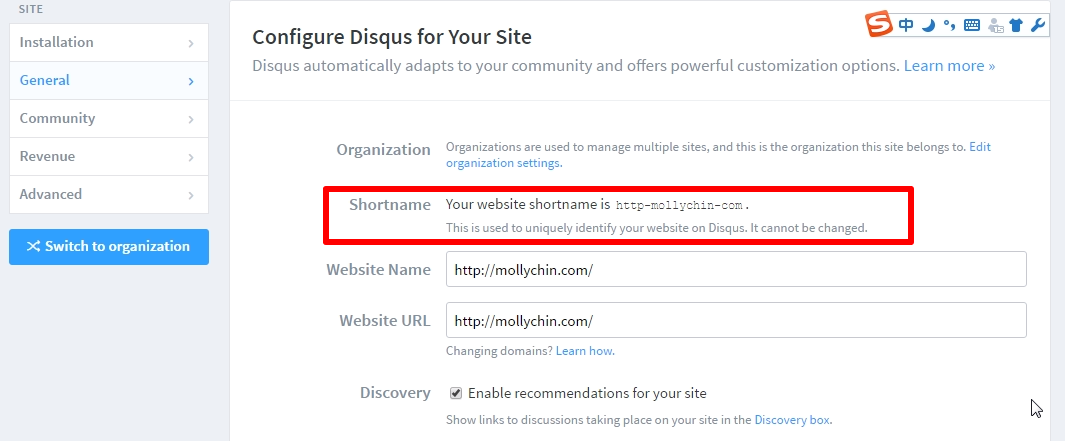 SITE
Installation
General
Community
Revenue
Advanced
Switch to organization
中
Configure Disqus for Your Site
Disqus automatically adapts to your community and offers powerful customization options. Learn more »
Organization
Organizations are used to manage multiple sites, and this is the organization this site belongs to. Edit
organization settings.
Shortname
Your website shortname is http-mollychin-com.
This is used to uniquely identify your website on Disqus. It cannot be changed.
Website Name
http://mollychin.com/
Website URL
http://mollychin.com/
Changing domains? Learn how.
Discovery
Enable recommendations for your site
Show links to discussions taking place on your site in the Discovery box.